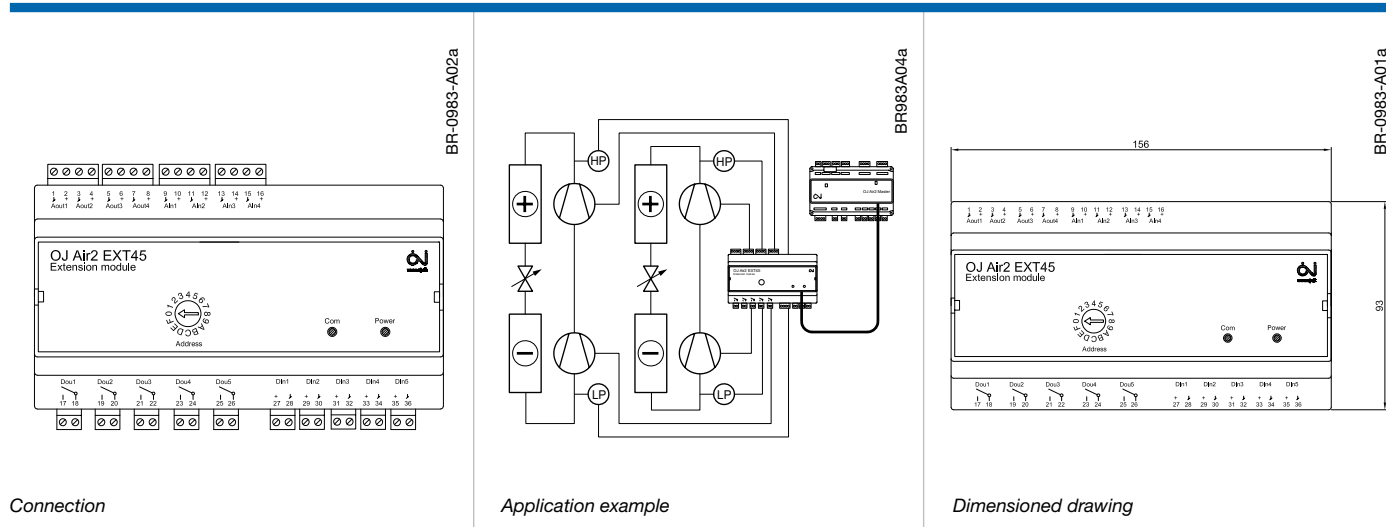 BR-0983-A02a
1 2 3 4 5 6 7 8 9 10 11 12 13 14 15 16
Aout1 Aout2 Aout3 Aout4 AIn1 AIn2 AIn3 AIn4
OJ Air2 EXT45
Extension module
0 1 2 3 4 5 6 7 8 9 A B C D E F
Address
Com Power
Dou1 Dou2 Dou3 Dou4 Dou5 DIn1 DIn2 DIn3 DIn4 DIn5
17 18 19 20 21 22 23 24 25 26 27 28 29 30 31 32 33 34 35 36
Connection
BR983A04a
HP
HP
OJ Air2 Master
OJ Air2 EXT45
LP
LP
Application example
BR-0983-A01a
156
1 2 3 4 5 6 7 8 9 10 11 12 13 14 15 16
Aout1 Aout2 Aout3 Aout4 AIn1 AIn2 AIn3 AIn4
OJ Air2 EXT45
Extension module
0 1 2 3 4 5 6 7 8 9 A B C D E F
Address
Com Power
93
Dou1 Dou2 Dou3 Dou4 Dou5 DIn1 DIn2 DIn3 DIn4 DIn5
17 18 19 20 21 22 23 24 25 26 27 28 29 30 31 32 33 34 35 36
Dimensioned drawing